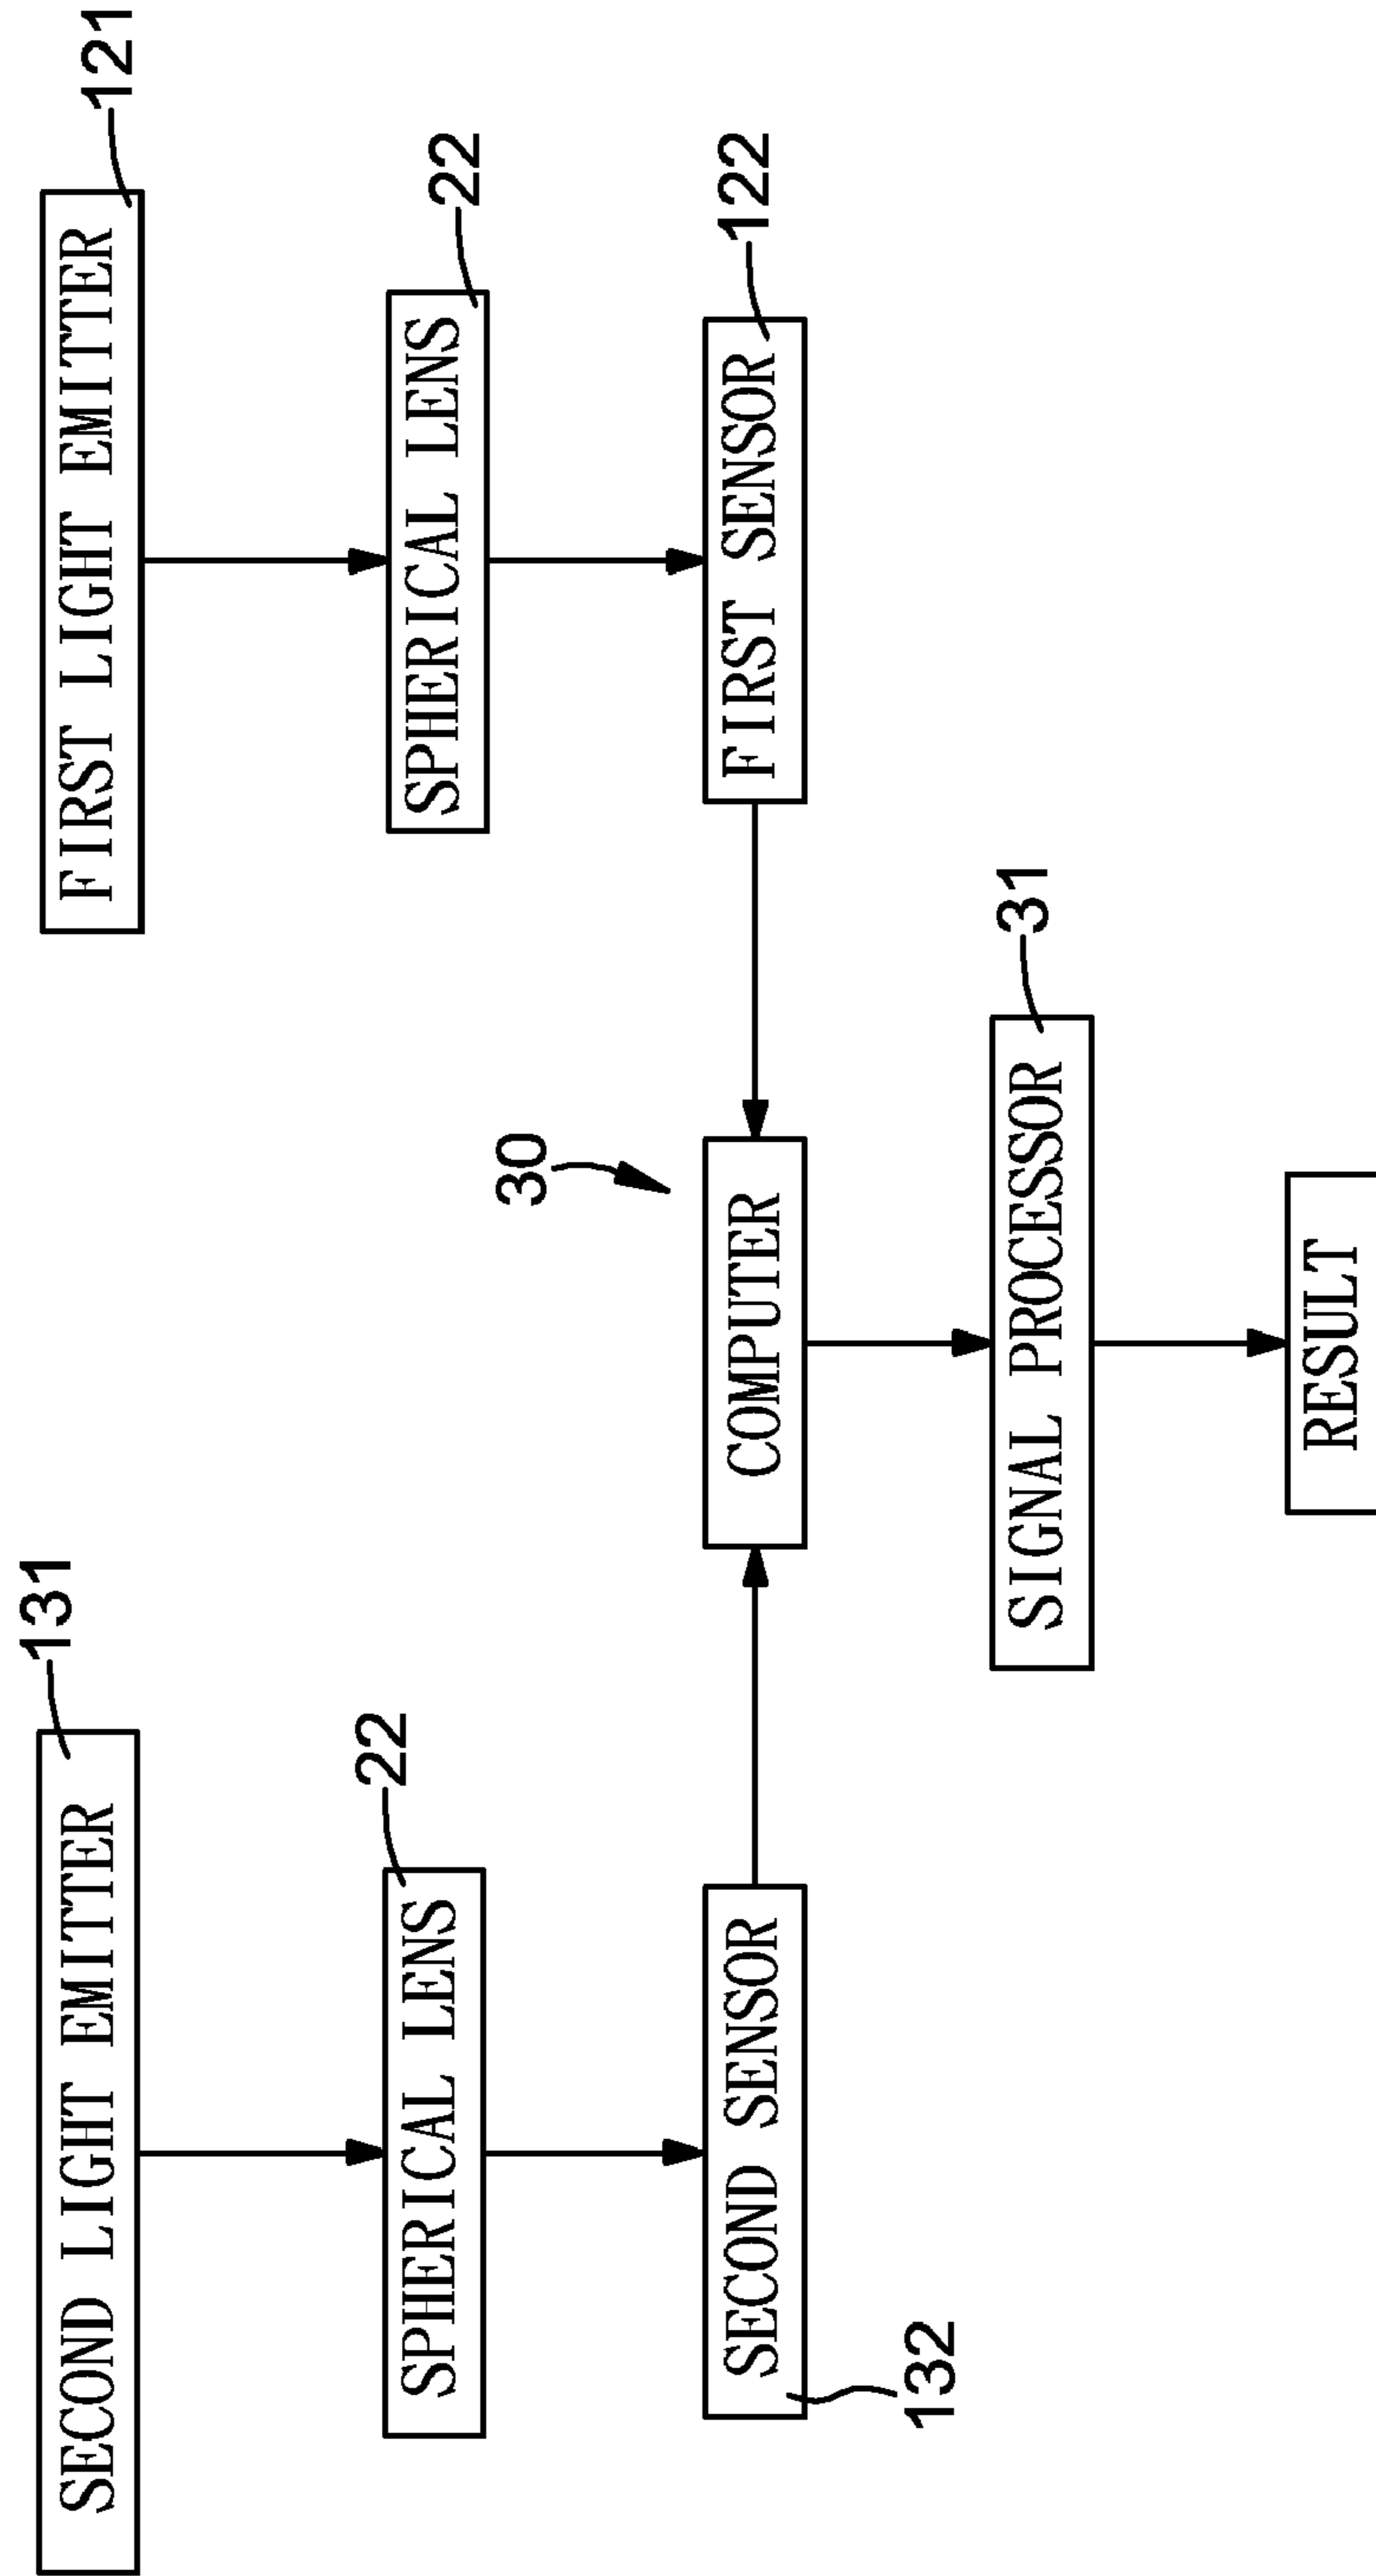 131
SECOND LIGHT EMITTER
121
FIRST LIGHT EMITTER
22
SPHERICAL LENS
22
SPHERICAL LENS
30
132
SECOND SENSOR
COMPUTER
FIRST SENSOR
122
31
SIGNAL PROCESSOR
RESULT